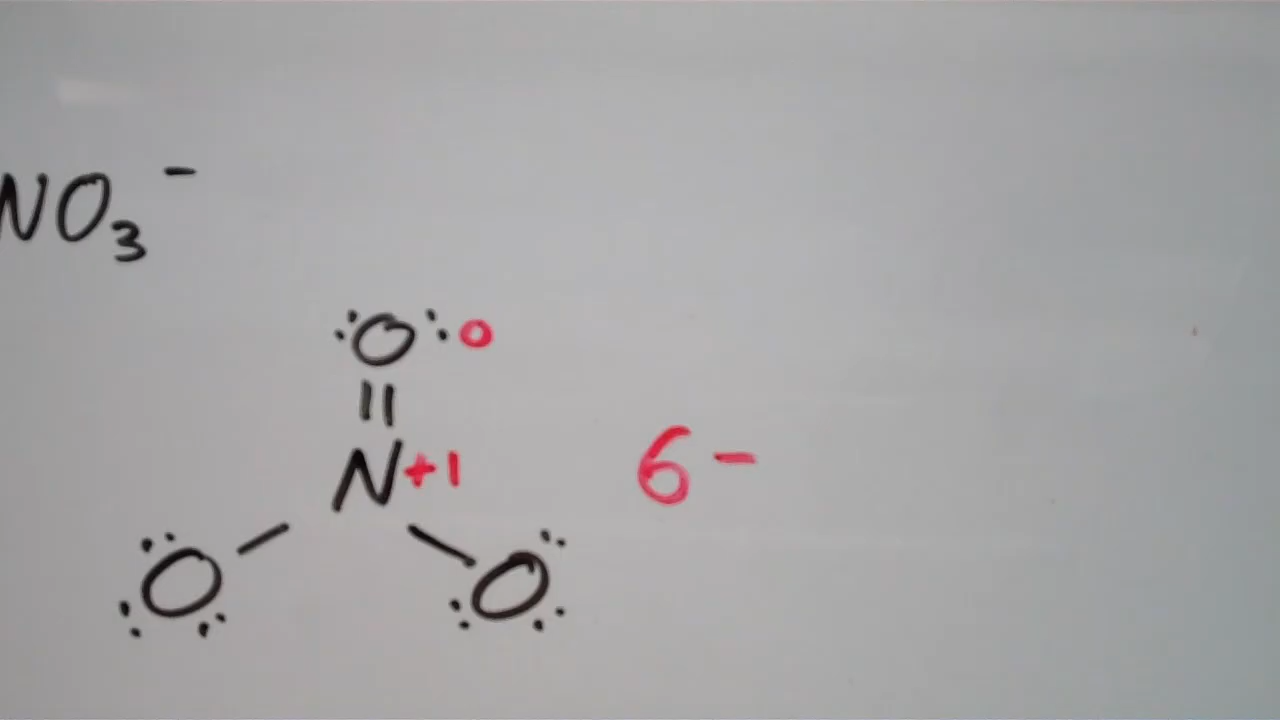 NO₃⁻
:O: 0
||
N+1 6-
O O